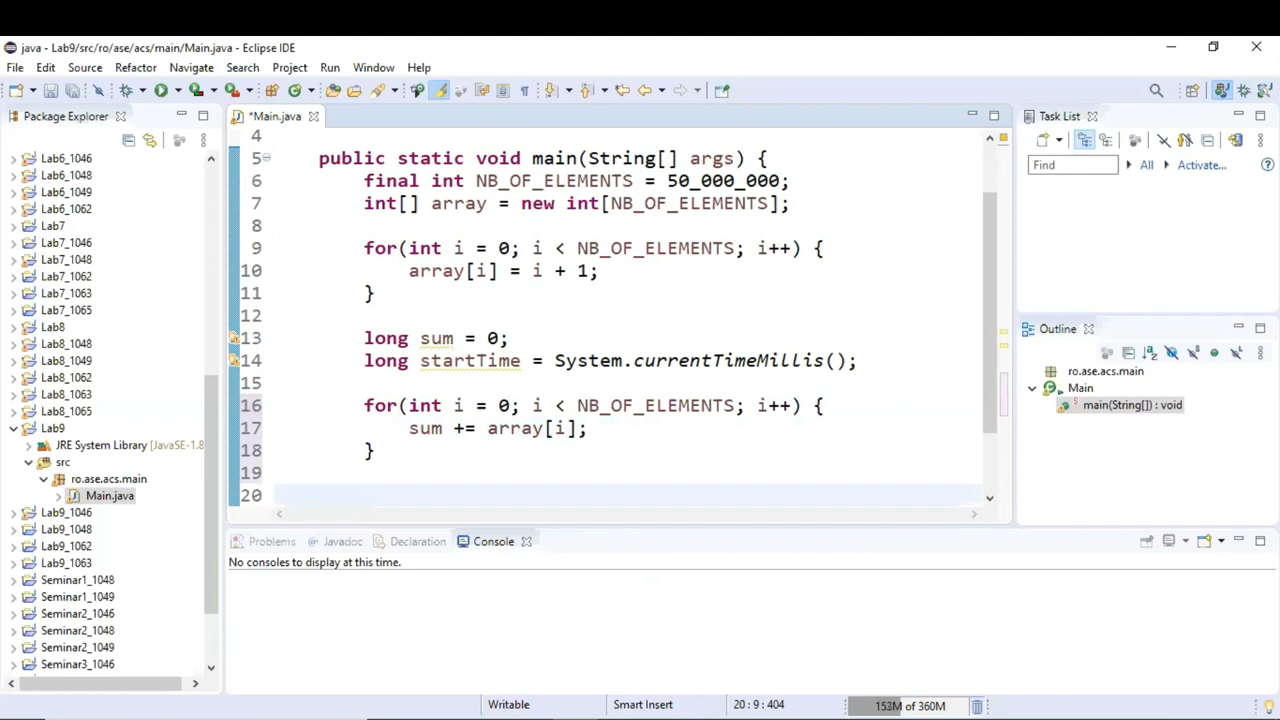 java - Lab9/src/ro/ase/acs/main/Main.java - Eclipse IDE
File Edit Source Refactor Navigate Search Project Run Window Help
Package Explorer
Lab6_1046
Lab6_1048
Lab6_1049
Lab6_1062
Lab7
Lab7_1046
Lab7_1048
Lab7_1062
Lab7_1063
Lab7_1065
Lab8
Lab8_1048
Lab8_1049
Lab8_1062
Lab8_1063
Lab8_1065
Lab9
JRE System Library (JavaSE-1.8
src
ro.ase.acs.main
Main.java
Lab9_1046
Lab9_1048
Lab9_1062
Lab9_1063
Seminar1_1048
Seminar1_1049
Seminar2_1046
Seminar2_1048
Seminar2_1049
Seminar3_1046
*Main.java
4
5 public static void main(String[] args) {
6 final int NB_OF_ELEMENTS = 50_000_000;
7 int[] array = new int[NB_OF_ELEMENTS];
8
9 for(int i = 0; i < NB_OF_ELEMENTS; i++) {
10 array[i] = i + 1;
11 }
12
13 long sum = 0;
14 long startTime = System.currentTimeMillis();
15
16 for(int i = 0; i < NB_OF_ELEMENTS; i++) {
17 sum += array[i];
18 }
19
20
Problems Javadoc Declaration Console
No consoles to display at this time.
Task List
Find All Activate...
Outline
ro.ase.acs.main
Main
main(String[]) : void
Writable Smart Insert 20 : 9 : 404 153M of 360M